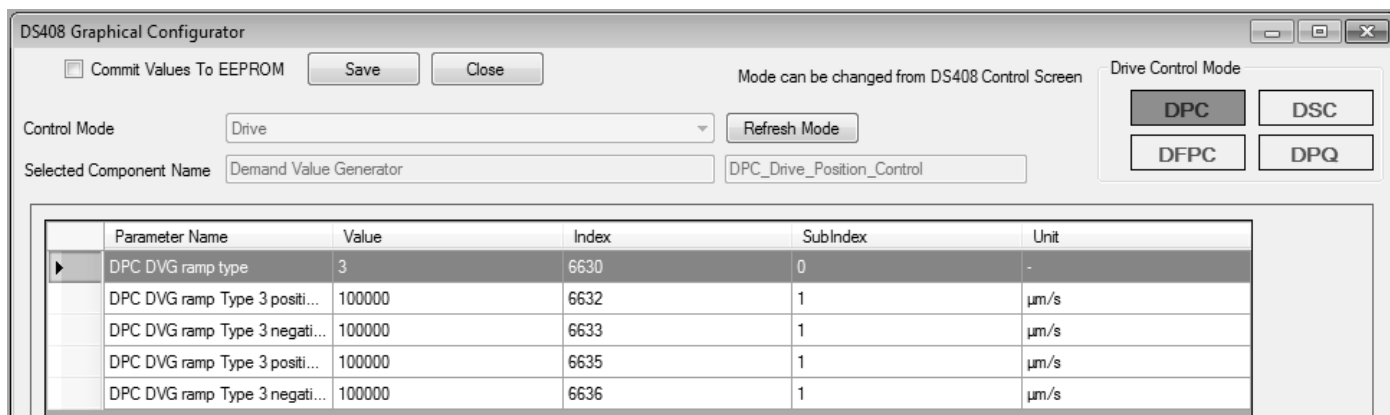 DS408 Graphical Configurator
Commit Values To EEPROM Save Close Mode can be changed from DS408 Control Screen Drive Control Mode
DPC DSC
Control Mode Drive Refresh Mode
DFPC DPQ
Selected Component Name Demand Value Generator DPC_Drive_Position_Control
Parameter Name Value Index SubIndex Unit
DPC DVG ramp type 3 6630 0 -
DPC DVG ramp Type 3 positi... 100000 6632 1 µm/s
DPC DVG ramp Type 3 negati... 100000 6633 1 µm/s
DPC DVG ramp Type 3 positi... 100000 6635 1 µm/s
DPC DVG ramp Type 3 negati... 100000 6636 1 µm/s